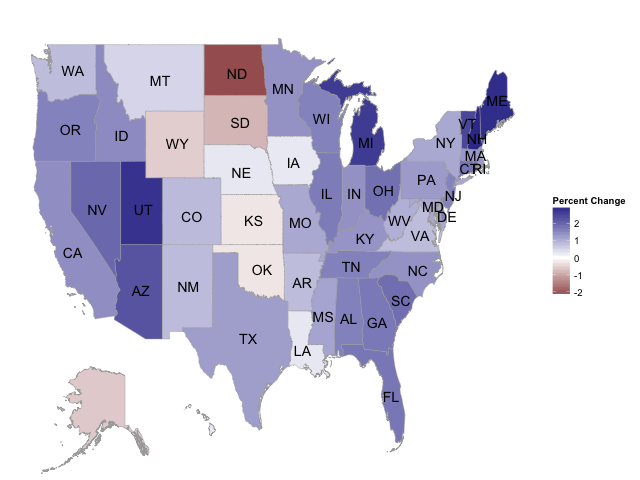 WA
MT
ND
MN
ME
OR
ID
WY
SD
WI
MI
VT
NH
NY
MA
CT
RI
NV
UT
CO
NE
IA
IL
IN
OH
PA
NJ
MD
DE
CA
KS
MO
KY
WV
VA
AZ
NM
OK
AR
TN
NC
SC
TX
LA
MS
AL
GA
FL
Percent Change
2
1
0
-1
-2